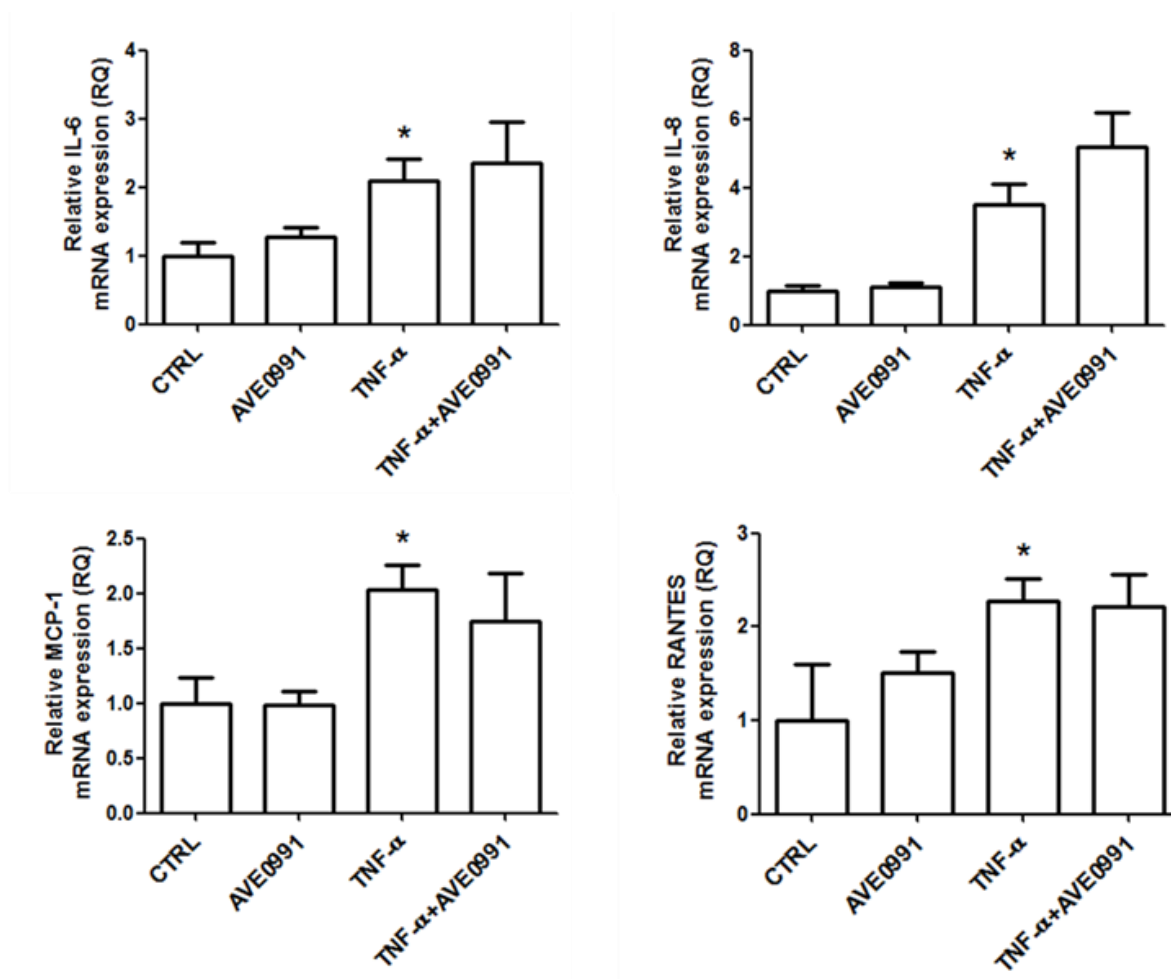 Relative IL-6
mRNA expression (RQ)
4
3
2
1
0
*
CTRL
AVE0991
TNF-α
TNF-α+AVE0991
Relative IL-8
mRNA expression (RQ)
8
6
4
2
0
*
CTRL
AVE0991
TNF-α
TNF-α+AVE0991
Relative MCP-1
mRNA expression (RQ)
2.5
2.0
1.5
1.0
0.5
0.0
*
CTRL
AVE0991
TNF-α
TNF-α+AVE0991
Relative RANTES
mRNA expression (RQ)
3
2
1
0
*
CTRL
AVE0991
TNF-α
TNF-α+AVE0991